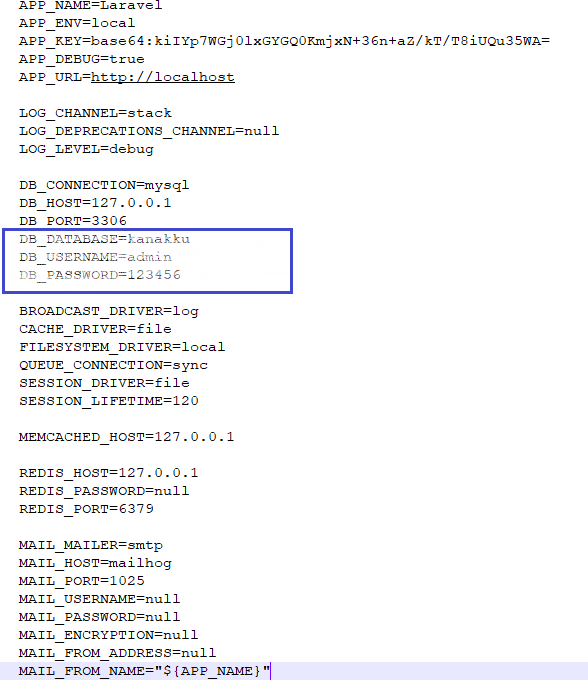 APP_NAME=Laravel
APP_ENV=local
APP_KEY=base64:kiIYp7WGj0lxGYGQ0KmjxN+36n+aZ/kT/T8iUQu35WA=
APP_DEBUG=true
APP_URL=http://localhost
LOG_CHANNEL=stack
LOG_DEPRECATIONS_CHANNEL=null
LOG_LEVEL=debug
DB_CONNECTION=mysql
DB_HOST=127.0.0.1
DB_PORT=3306
DB_DATABASE=kanakku
DB_USERNAME=admin
DB_PASSWORD=123456
BROADCAST_DRIVER=log
CACHE_DRIVER=file
FILESYSTEM_DRIVER=local
QUEUE_CONNECTION=sync
SESSION_DRIVER=file
SESSION_LIFETIME=120
MEMCACHED_HOST=127.0.0.1
REDIS_HOST=127.0.0.1
REDIS_PASSWORD=null
REDIS_PORT=6379
MAIL_MAILER=smtp
MAIL_HOST=mailhog
MAIL_PORT=1025
MAIL_USERNAME=null
MAIL_PASSWORD=null
MAIL_ENCRYPTION=null
MAIL_FROM_ADDRESS=null
MAIL_FROM_NAME="${APP_NAME}"